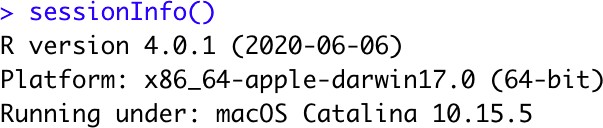 > sessionInfo()
R version 4.0.1 (2020-06-06)
Platform: x86_64-apple-darwin17.0 (64-bit)
Running under: macOS Catalina 10.15.5